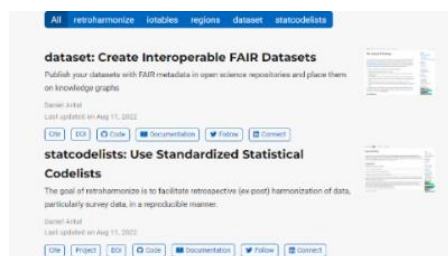 All retroharmonize iotables regions dataset statcodelists
dataset: Create Interoperable FAIR Datasets
Publish your datasets with FAIR metadata in open science repositories and place them
on knowledge graphs
Daniel Antal
Last updated on Aug 11, 2022
Cite DOI Code Documentation Follow Connect
statcodelists: Use Standardized Statistical
Codelists
The goal of retroharmonize is to facilitate retrospective (ex-post) harmonization of data,
particularly survey data, in a reproducible manner.
Daniel Antal
Last updated on Aug 11, 2022
Cite Project DOI Code Documentation Follow Connect